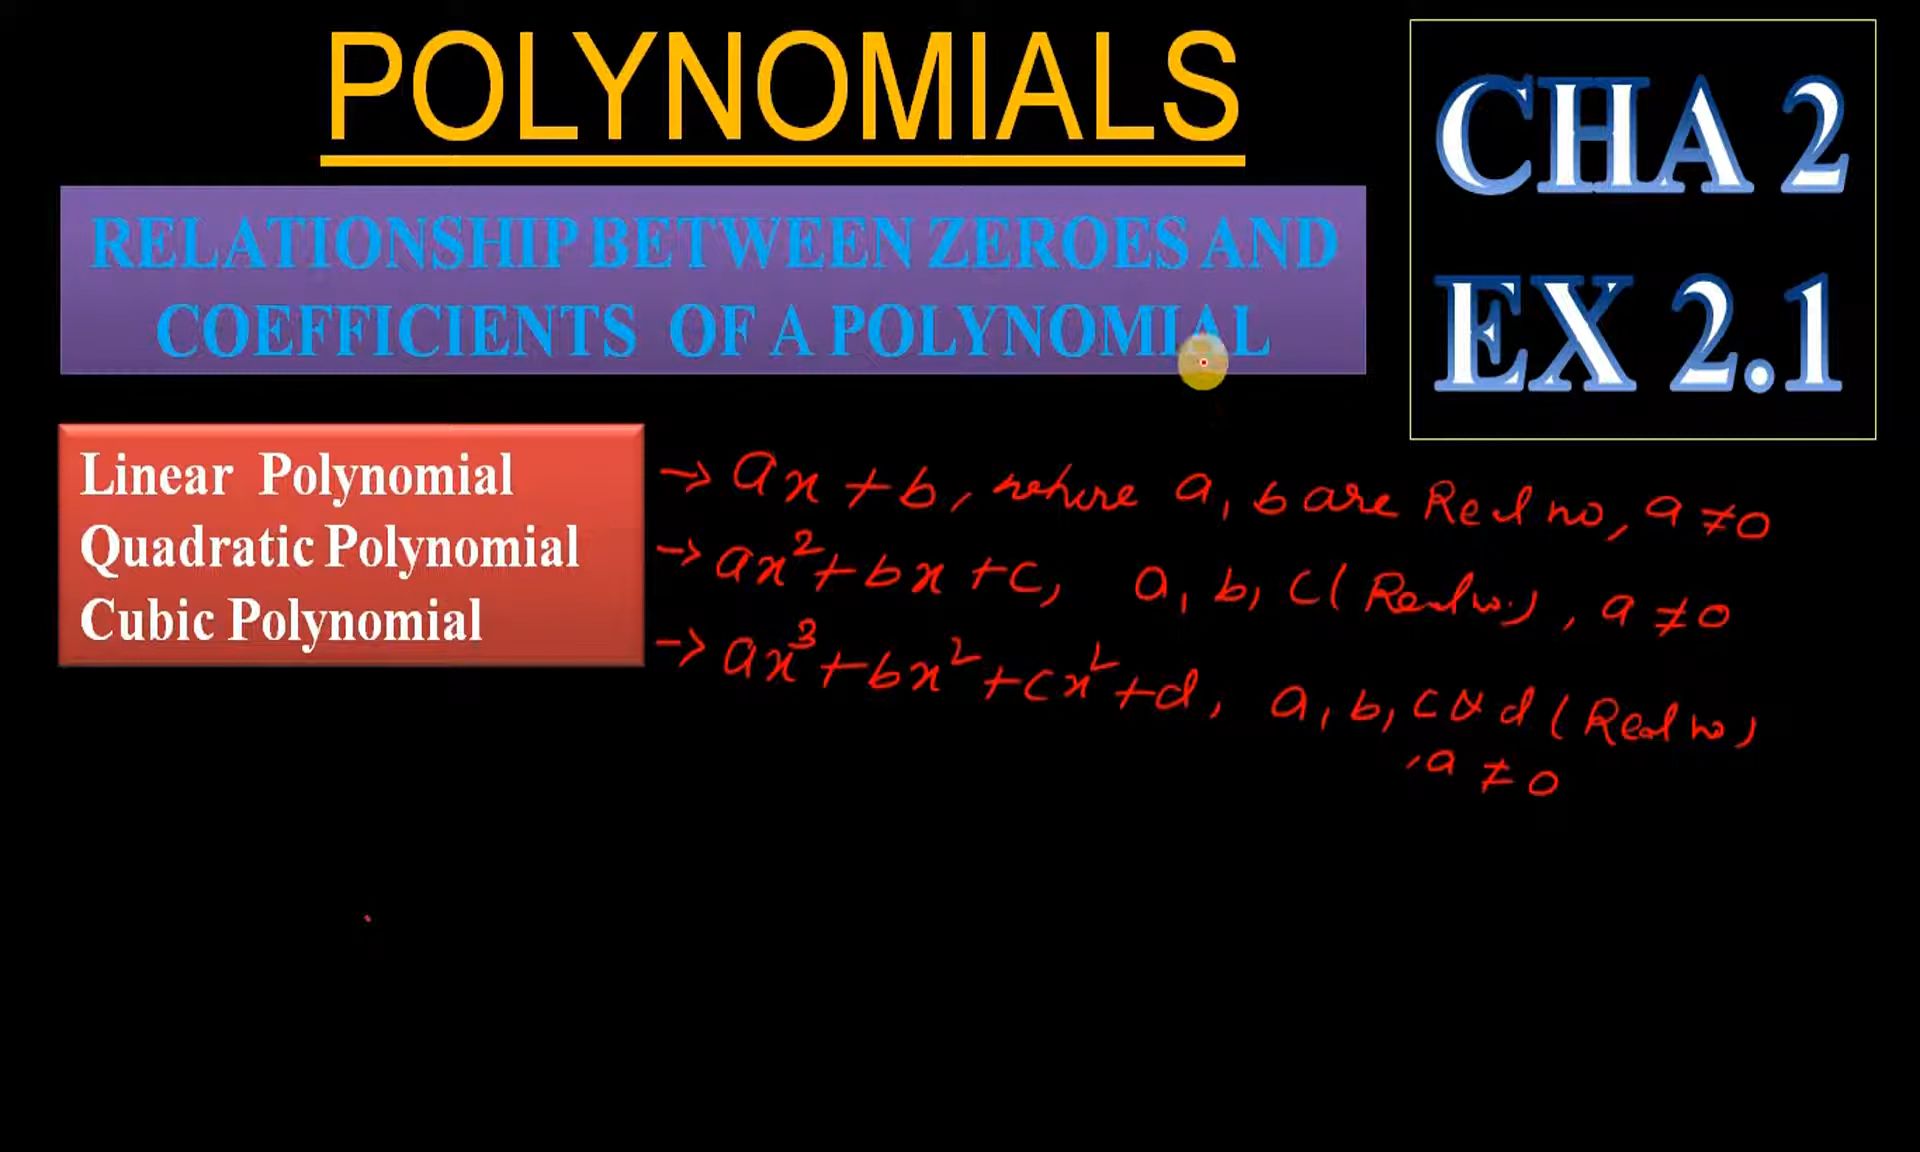 POLYNOMIALS
CHA 2
EX 2.1
RELATIONSHIP BETWEEN ZEROES AND
COEFFICIENTS OF A POLYNOMIAL
Linear Polynomial → ax + b, where a, b are Real no, a ≠ 0
Quadratic Polynomial → ax² + bx + c, a, b, c ( Real no.), a ≠ 0
Cubic Polynomial → ax³ + bx² + cx² + d, a, b, c & d ( Real no)
, a ≠ 0